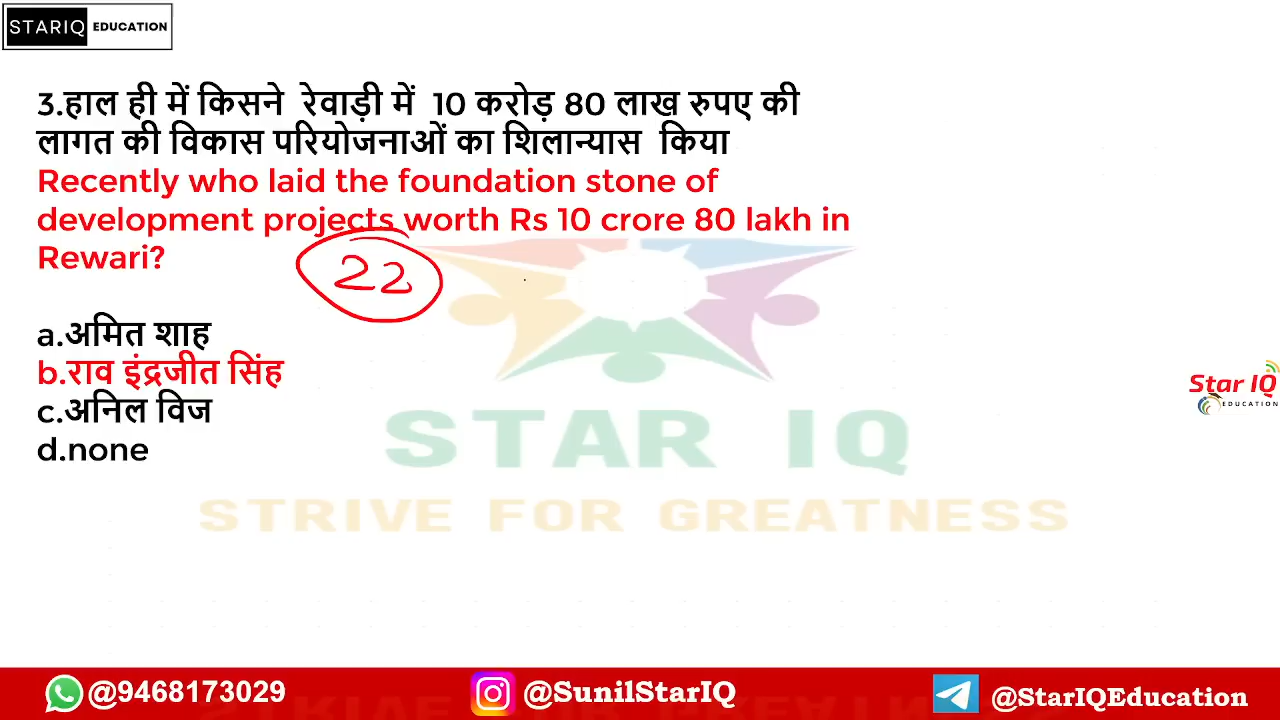 STARIQ EDUCATION
3.हाल ही में किसने रेवाड़ी में 10 करोड़ 80 लाख रुपए की
लागत की विकास परियोजनाओं का शिलान्यास किया
Recently who laid the foundation stone of
development projects worth Rs 10 crore 80 lakh in
Rewari?
22
a.अमित शाह
b.राव इंद्रजीत सिंह
c.अनिल विज
d.none
Star IQ
EDUCATION
STAR IQ
STRIVE FOR GREATNESS
@9468173029 @SunilStarIQ @StarIQEducation